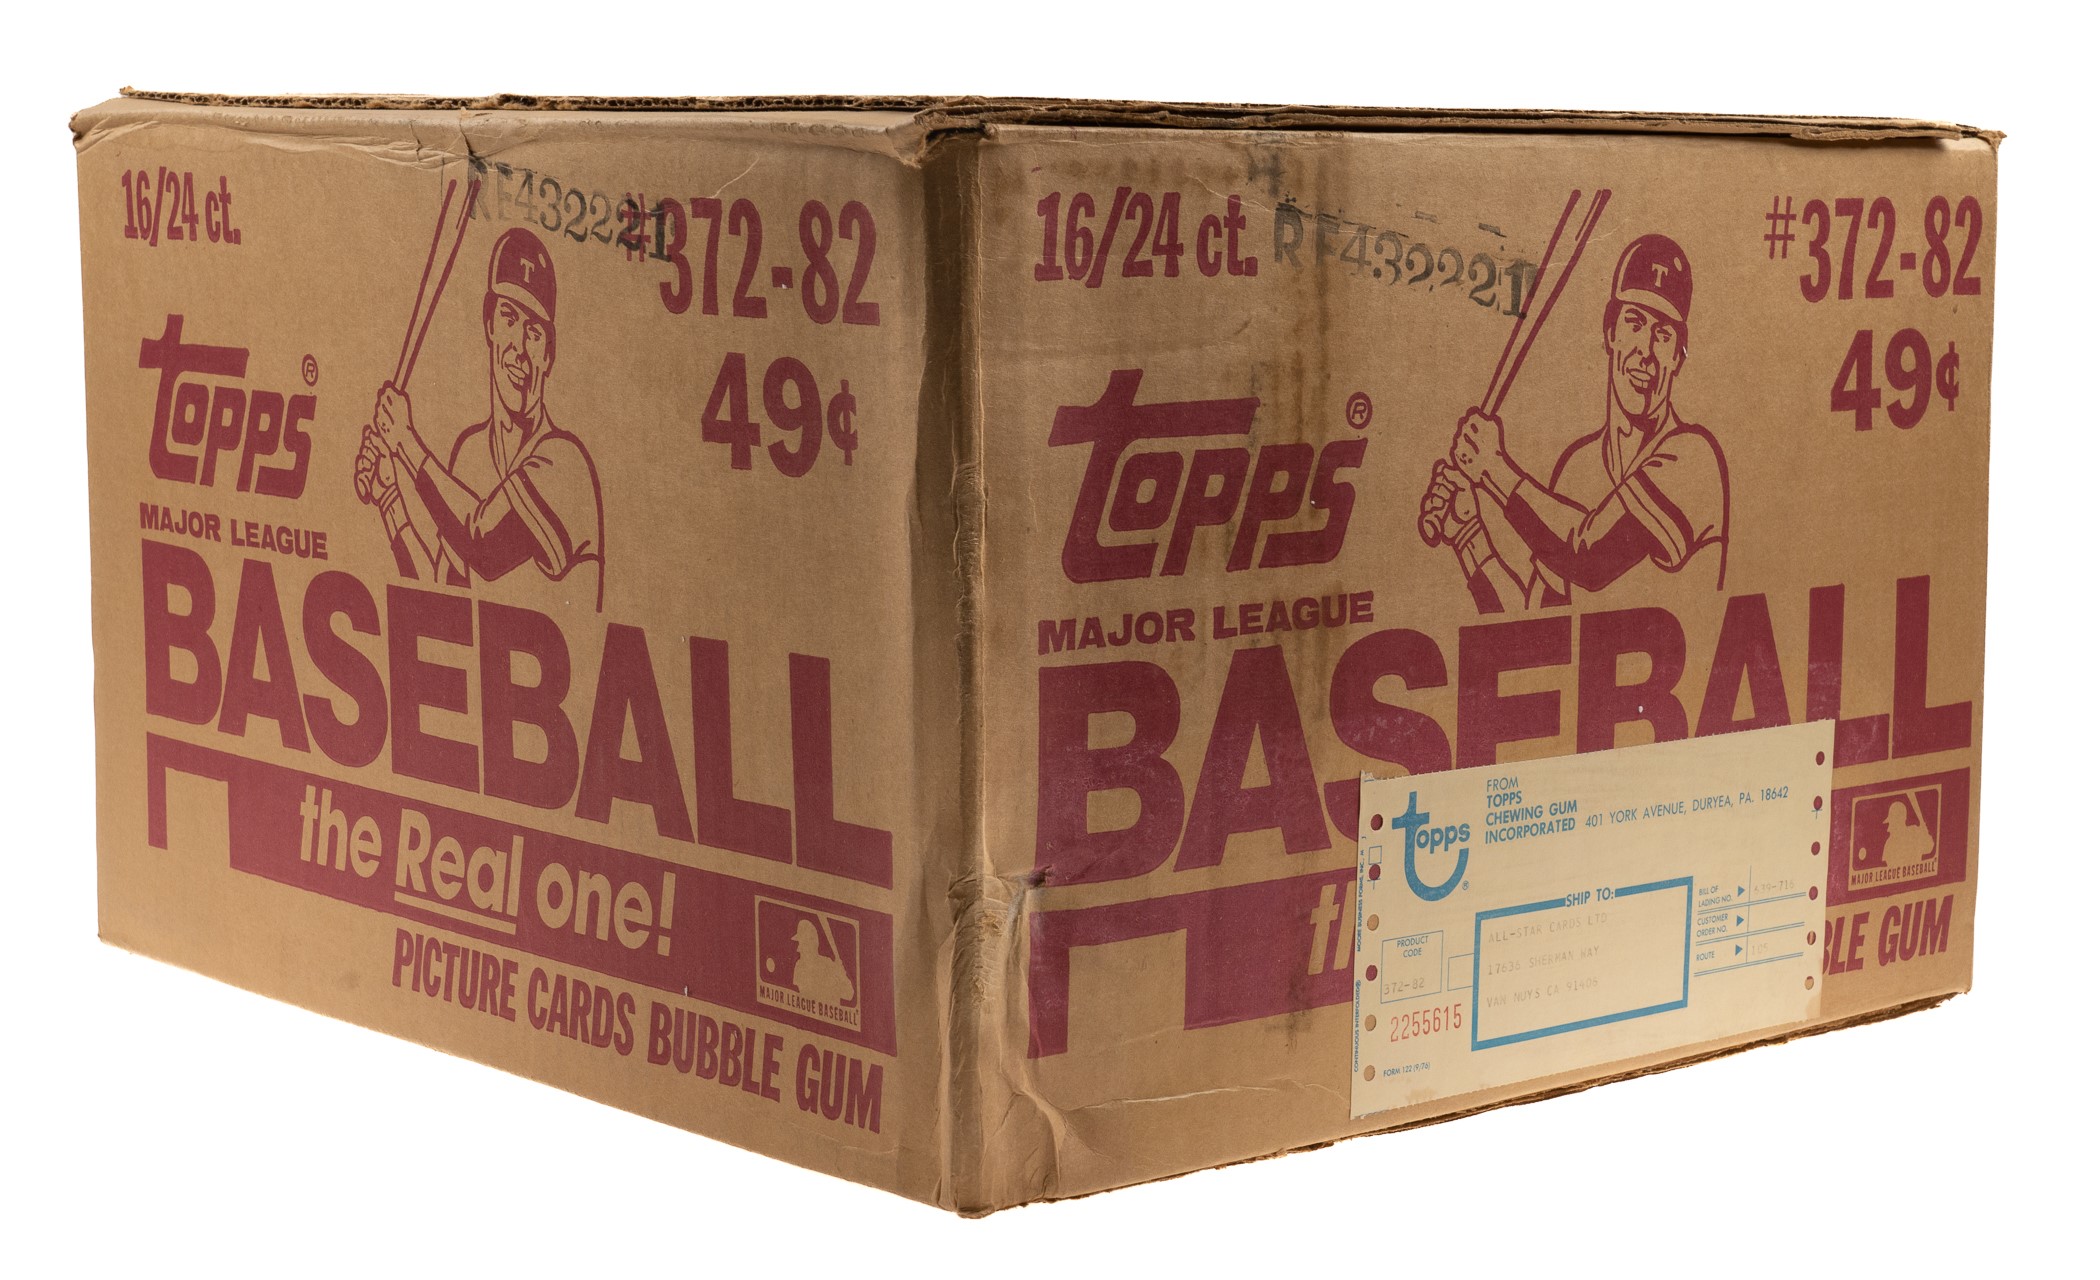 16/24 ct.
RF432221
#372-82
49¢
T
Topps®
MAJOR LEAGUE
BASEBALL
the Real one!
MAJOR LEAGUE BASEBALL
PICTURE CARDS BUBBLE GUM
16/24 ct.
RF432221
#372-82
49¢
T
Topps®
MAJOR LEAGUE
BASEBALL
MAJOR LEAGUE BASEBALL
GUM
Topps®
FROM
TOPPS
CHEWING GUM
INCORPORATED 401 YORK AVENUE, DURYEA, PA. 18642
SHIP TO:
ALL-STAR CARDS LTD
17636 SHERMAN WAY
VAN NUYS CA 91406
BILL OF
LADING NO.
CUSTOMER
ORDER NO.
ROUTE
PRODUCT
CODE
372-82
2255615
FORM 122 (9/76)